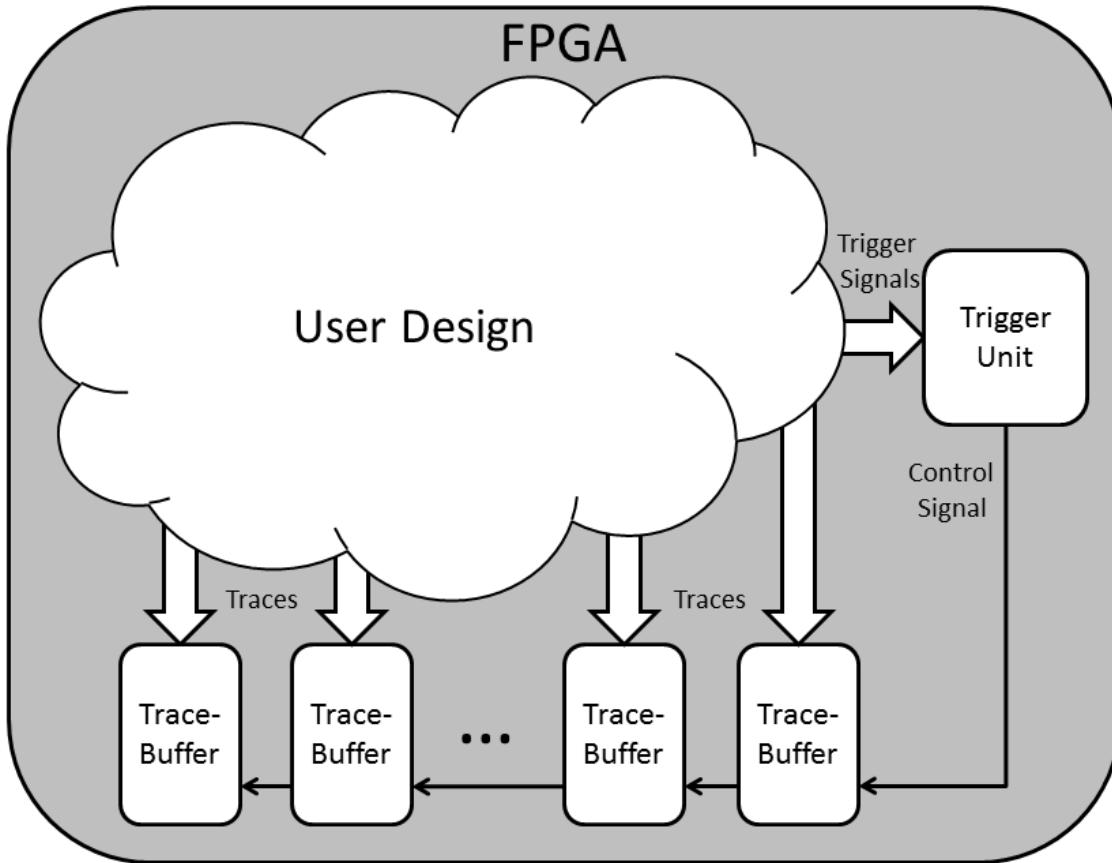 FPGA
Trigger
Signals
User Design
Trigger
Unit
Control
Signal
Traces
Traces
Trace-
Buffer
Trace-
Buffer
...
Trace-
Buffer
Trace-
Buffer